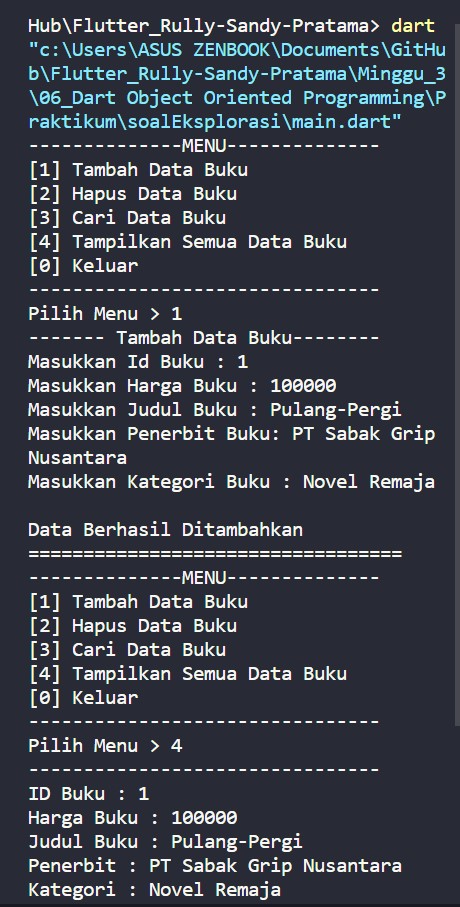 Hub\Flutter_Rully-Sandy-Pratama> dart
"c:\Users\ASUS ZENBOOK\Documents\GitHu
b\Flutter_Rully-Sandy-Pratama\Minggu_3
\06_Dart Object Oriented Programming\P
raktikum\soalEksplorasi\main.dart"
--------------MENU--------------
[1] Tambah Data Buku
[2] Hapus Data Buku
[3] Cari Data Buku
[4] Tampilkan Semua Data Buku
[0] Keluar
--------------------------------
Pilih Menu > 1
------- Tambah Data Buku--------
Masukkan Id Buku : 1
Masukkan Harga Buku : 100000
Masukkan Judul Buku : Pulang-Pergi
Masukkan Penerbit Buku: PT Sabak Grip
Nusantara
Masukkan Kategori Buku : Novel Remaja
Data Berhasil Ditambahkan
==================================
--------------MENU--------------
[1] Tambah Data Buku
[2] Hapus Data Buku
[3] Cari Data Buku
[4] Tampilkan Semua Data Buku
[0] Keluar
--------------------------------
Pilih Menu > 4
--------------------------------
ID Buku : 1
Harga Buku : 100000
Judul Buku : Pulang-Pergi
Penerbit : PT Sabak Grip Nusantara
Kategori : Novel Remaja